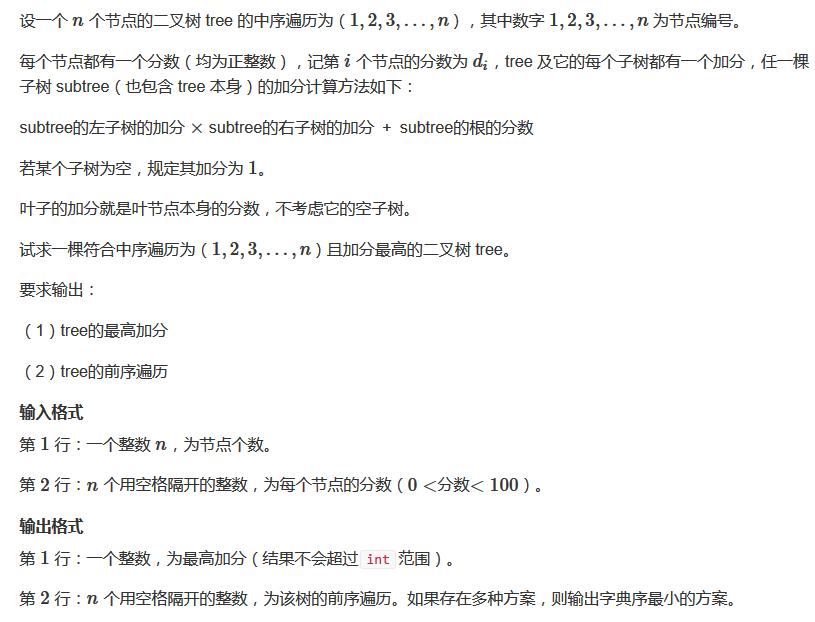 设一个 n 个节点的二叉树 tree 的中序遍历为（1,2,3,…,n），其中数字 1,2,3,…,n 为节点编号。
每个节点都有一个分数（均为正整数），记第 i 个节点的分数为 dᵢ，tree 及它的每个子树都有一个加分，任一棵
子树 subtree（也包含 tree 本身）的加分计算方法如下：
subtree的左子树的加分 × subtree的右子树的加分 + subtree的根的分数
若某个子树为空，规定其加分为 1。
叶子的加分就是叶节点本身的分数，不考虑它的空子树。
试求一棵符合中序遍历为（1,2,3,…,n）且加分最高的二叉树 tree。
要求输出：
（1）tree的最高加分
（2）tree的前序遍历
输入格式
第 1 行：一个整数 n，为节点个数。
第 2 行：n 个用空格隔开的整数，为每个节点的分数（0 <分数< 100）。
输出格式
第 1 行：一个整数，为最高加分（结果不会超过 int 范围）。
第 2 行：n 个用空格隔开的整数，为该树的前序遍历。如果存在多种方案，则输出字典序最小的方案。